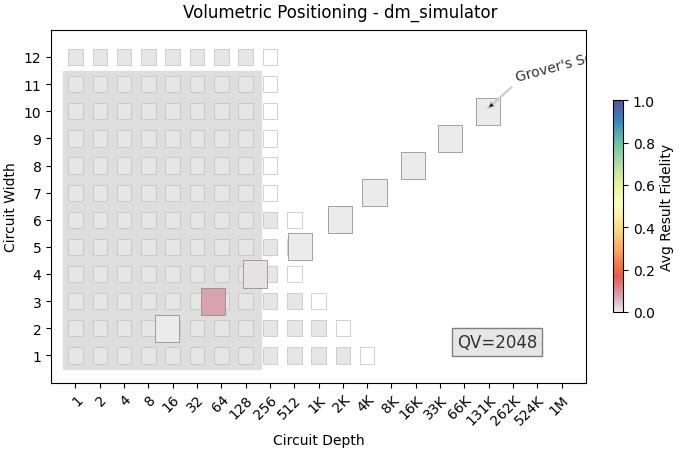 Volumetric Positioning - dm_simulator
Circuit Width
12
11
10
9
8
7
6
5
4
3
2
1
Grover's
QV=2048
1
2
4
8
16
32
64
128
256
512
1K
2K
4K
8K
16K
33K
66K
131K
262K
524K
1M
Circuit Depth
1.0
0.8
0.6
0.4
0.2
0.0
Avg Result Fidelity